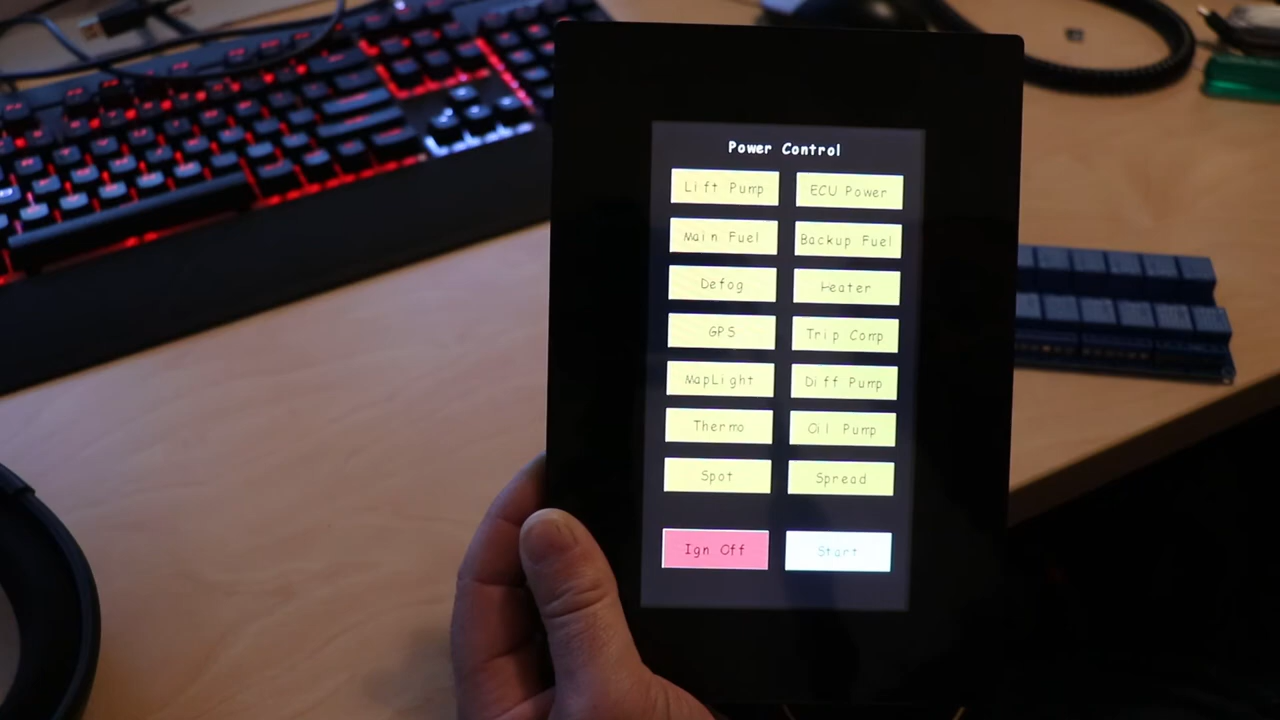 Power Control
Lift Pump ECU Power
Main Fuel Backup Fuel
Defog Heater
GPS Trip Comp
MapLight Diff Pump
Thermo Oil Pump
Spot Spread
Ign Off Start